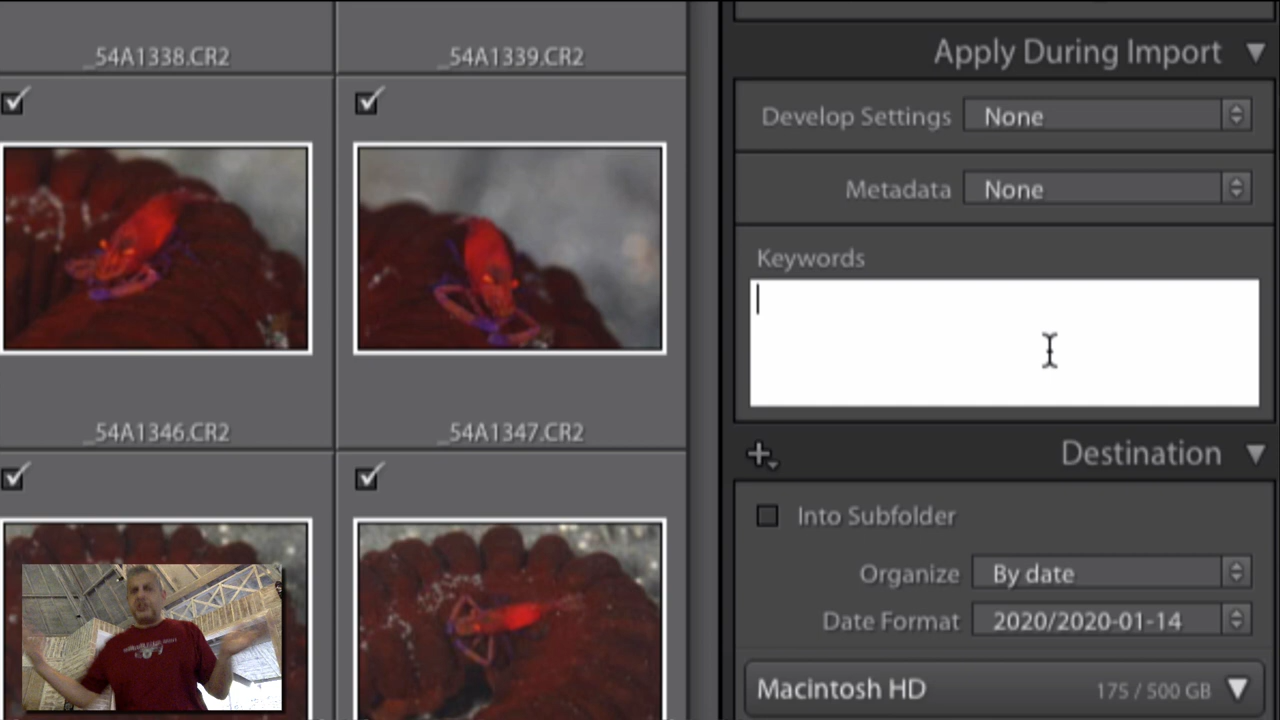 _54A1338.CR2
_54A1339.CR2
_54A1346.CR2
_54A1347.CR2
Apply During Import
Develop Settings None
Metadata None
Keywords
Destination
Into Subfolder
Organize By date
Date Format 2020/2020-01-14
Macintosh HD 175 / 500 GB